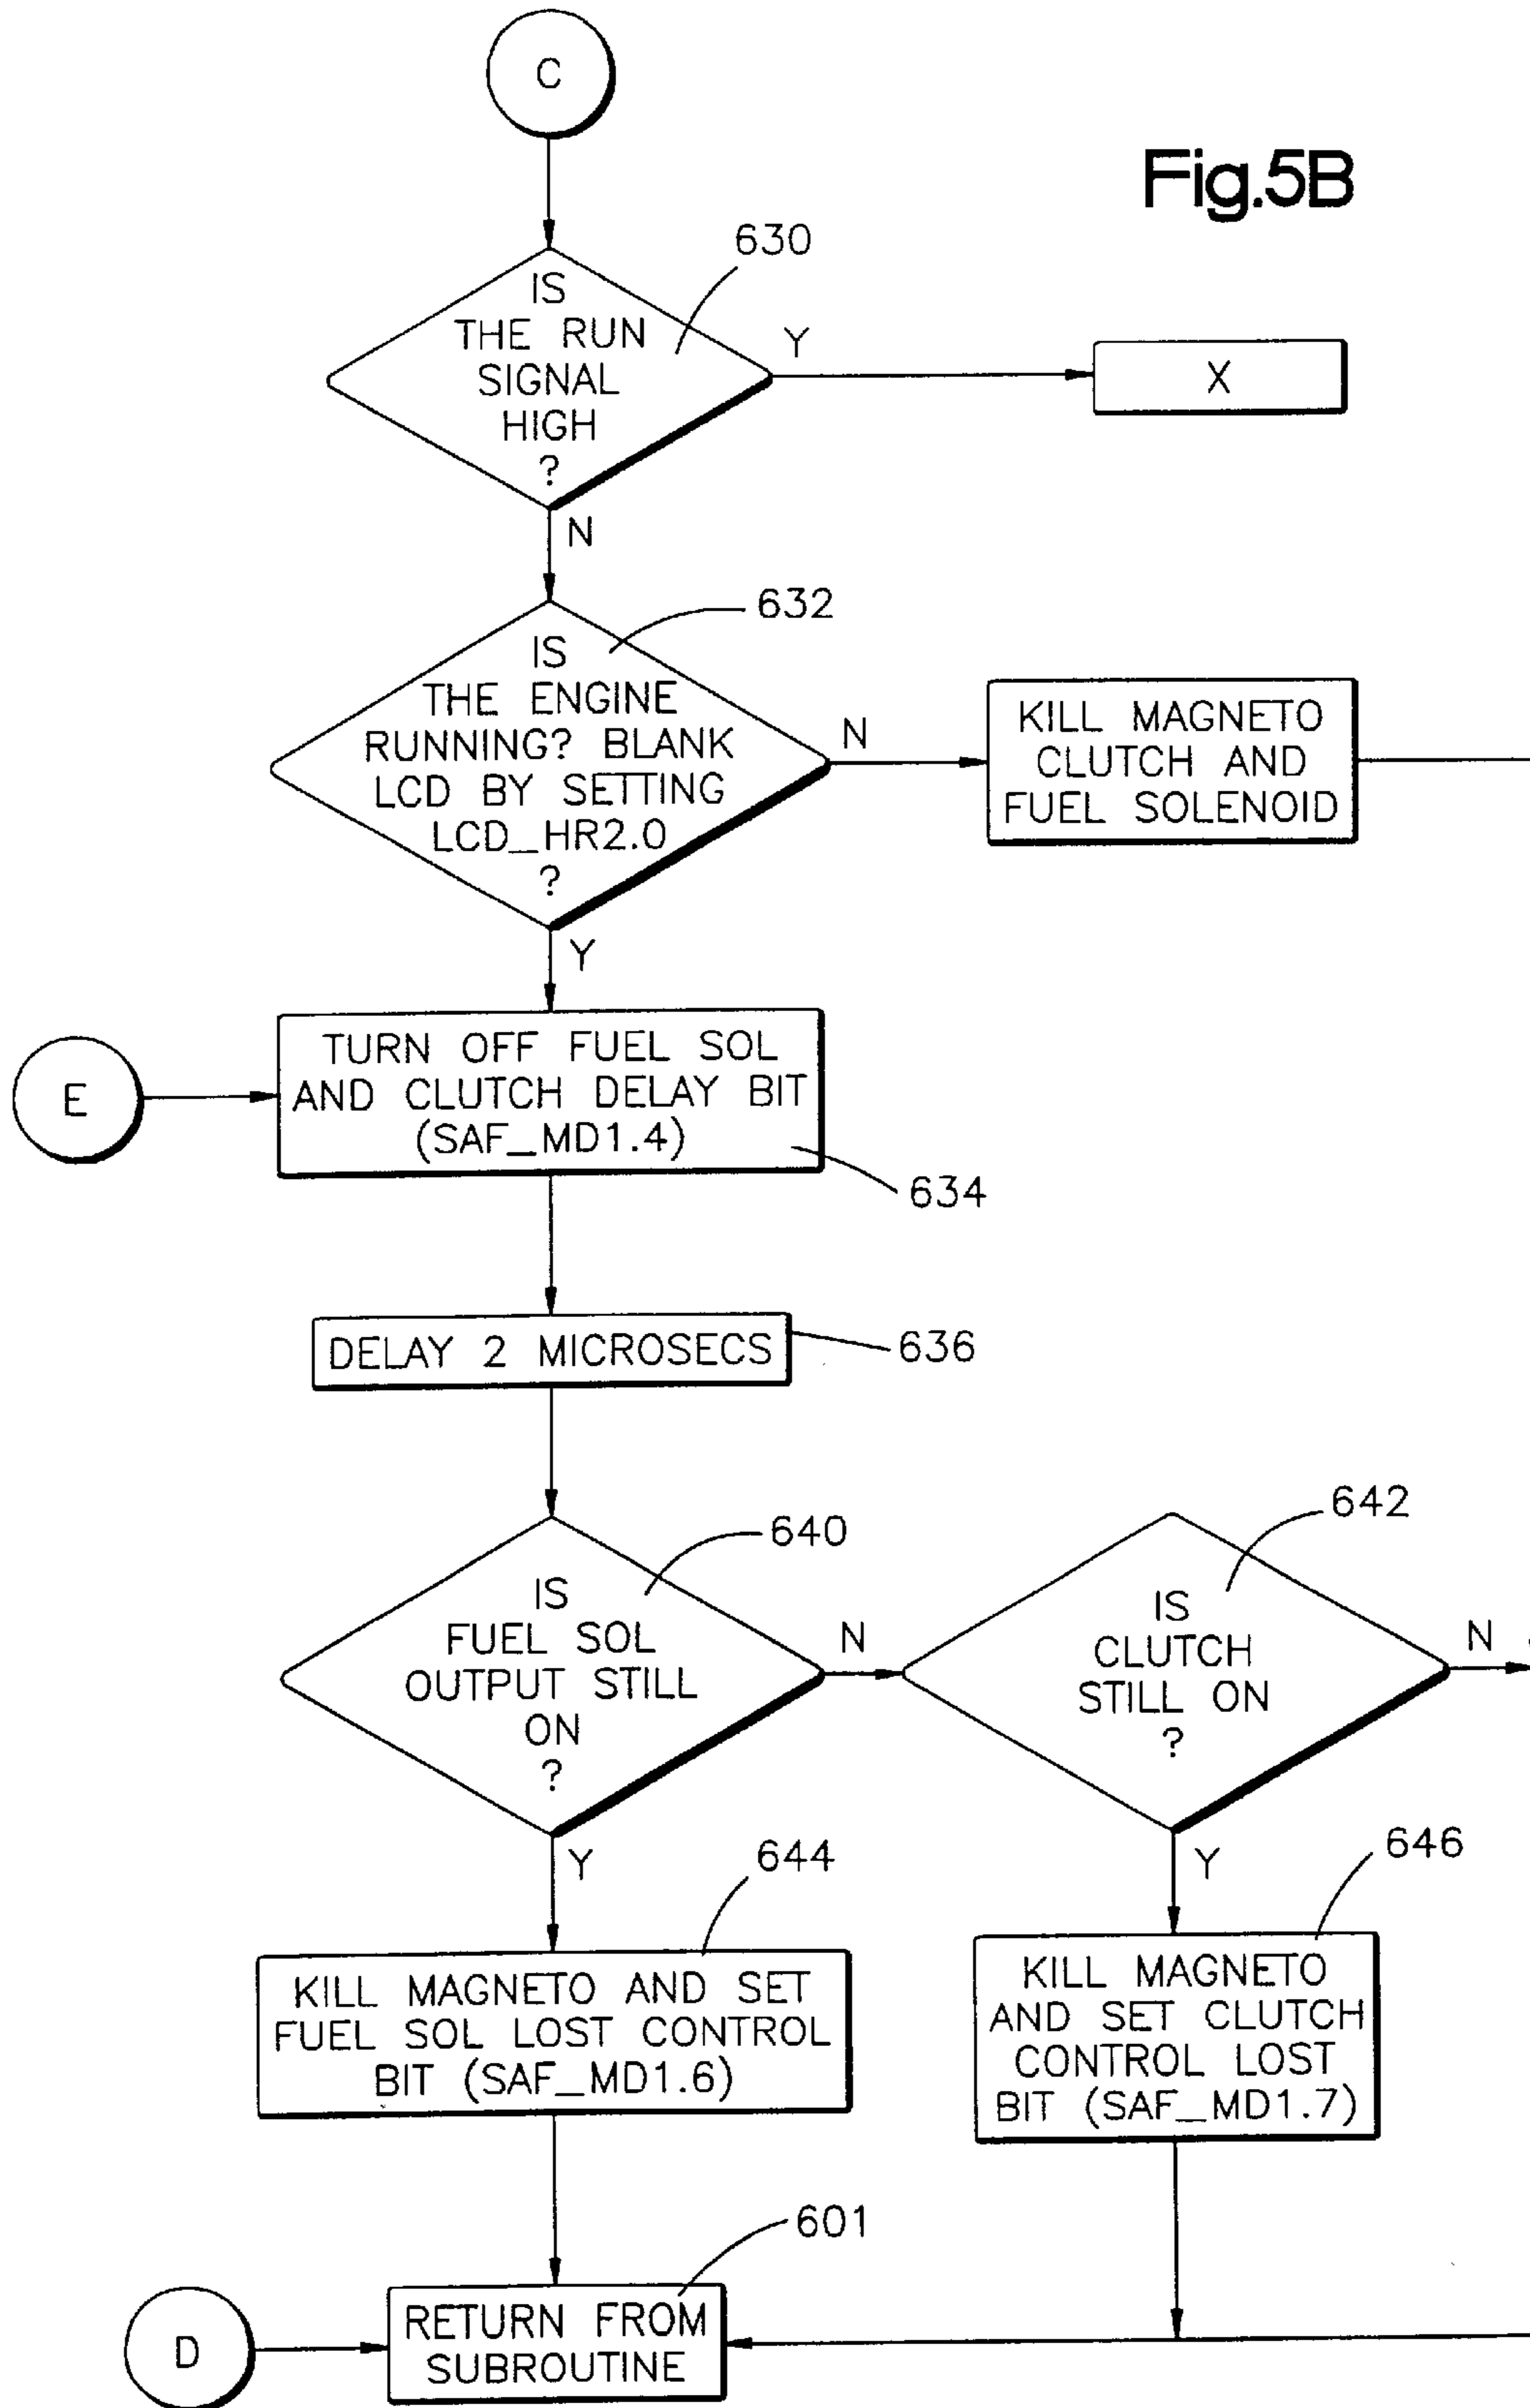 C
Fig.5B
630
IS
THE RUN
SIGNAL
HIGH
?
Y
X
N
632
IS
THE ENGINE
RUNNING? BLANK
LCD BY SETTING
LCD_HR2.0
?
N
KILL MAGNETO
CLUTCH AND
FUEL SOLENOID
Y
E
TURN OFF FUEL SOL
AND CLUTCH DELAY BIT
(SAF_MD1.4)
634
DELAY 2 MICROSECS
636
640
IS
FUEL SOL
OUTPUT STILL
ON
?
N
642
IS
CLUTCH
STILL ON
?
N
Y
644
KILL MAGNETO AND SET
FUEL SOL LOST CONTROL
BIT (SAF_MD1.6)
Y
646
KILL MAGNETO
AND SET CLUTCH
CONTROL LOST
BIT (SAF_MD1.7)
601
D
RETURN FROM
SUBROUTINE